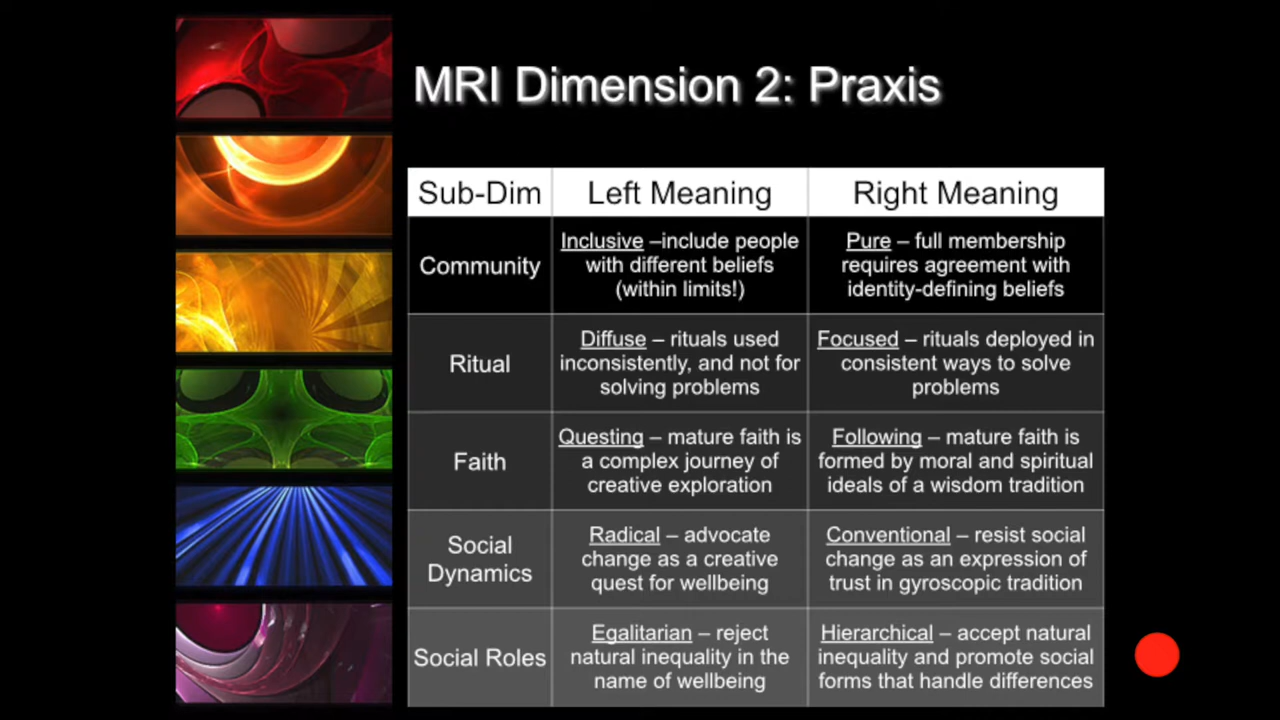 MRI Dimension 2: Praxis
Sub-Dim
Left Meaning
Right Meaning
Community
Inclusive –include people
with different beliefs
(within limits!)
Pure – full membership
requires agreement with
identity-defining beliefs
Ritual
Diffuse – rituals used
inconsistently, and not for
solving problems
Focused – rituals deployed in
consistent ways to solve
problems
Faith
Questing – mature faith is
a complex journey of
creative exploration
Following – mature faith is
formed by moral and spiritual
ideals of a wisdom tradition
Social
Dynamics
Radical – advocate
change as a creative
quest for wellbeing
Conventional – resist social
change as an expression of
trust in gyroscopic tradition
Social Roles
Egalitarian – reject
natural inequality in the
name of wellbeing
Hierarchical – accept natural
inequality and promote social
forms that handle differences